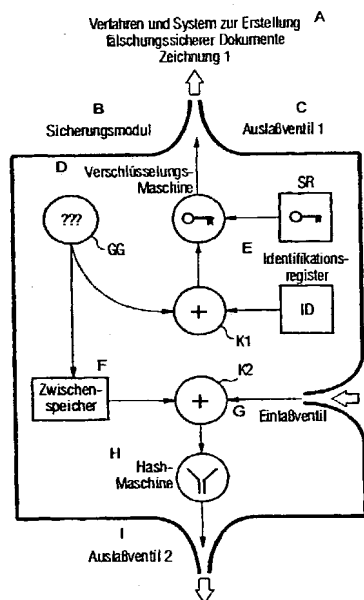 Verfahren und System zur Erstellung A
fälschungssicherer Dokumente
Zeichnung 1
B C
Sicherungsmodul Auslaßventil 1
D
Verschlüsselungs-
Maschine
SR
???
GG
E
Identifikations-
register
ID
K1
F K2
Zwischen-
speicher
+
+
G
Einlaßventil
H
Hash-
Maschine
I
Auslaßventil 2